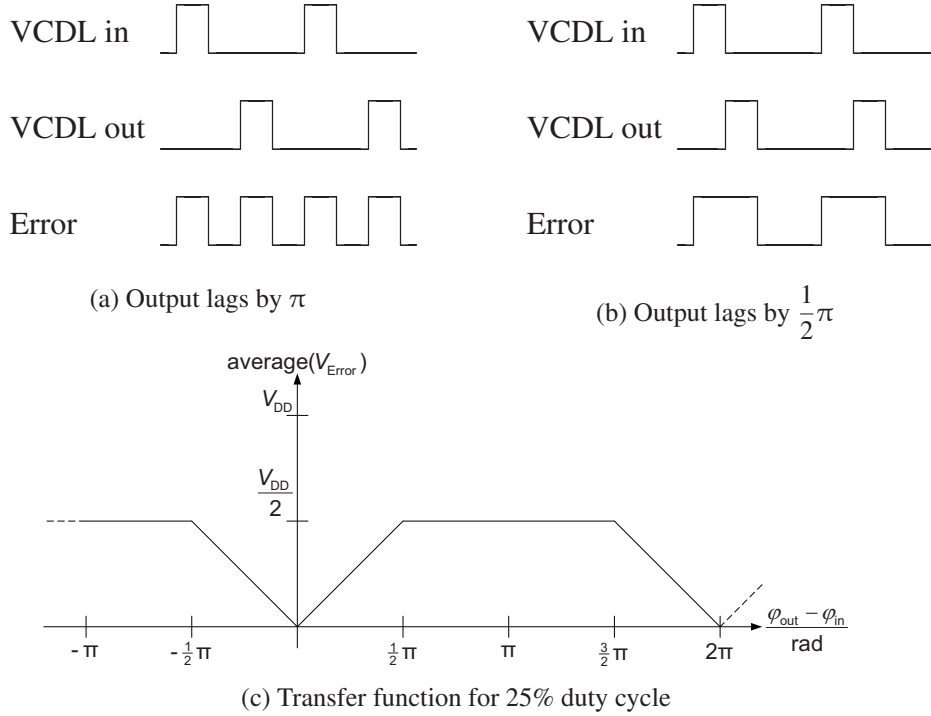 VCDL in
VCDL out
Error
(a) Output lags by π
VCDL in
VCDL out
Error
(b) Output lags by 1/2 π
average(V_Error)
V_DD
V_DD/2
-π
-1/2 π
1/2 π
π
3/2 π
2π
φ_out − φ_in / rad
(c) Transfer function for 25% duty cycle